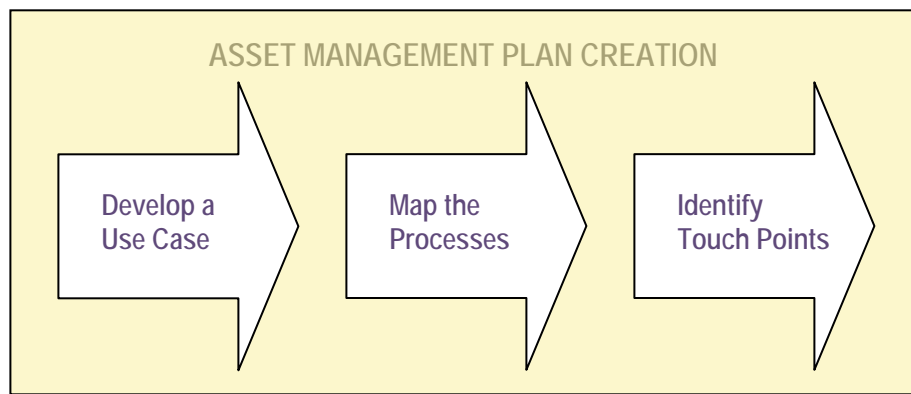 ASSET MANAGEMENT PLAN CREATION
Develop a
Use Case
Map the
Processes
Identify
Touch Points